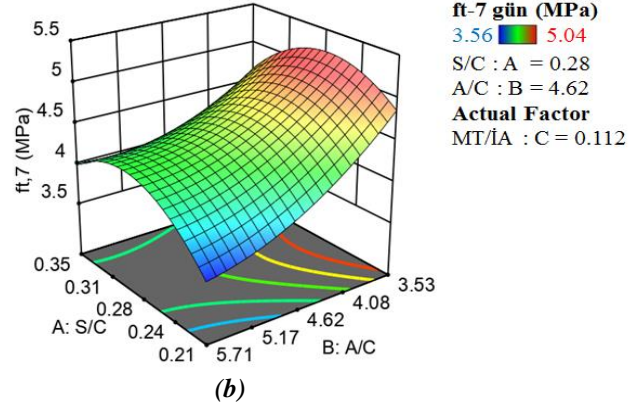 ft-7 gün (MPa)
3.56 5.04
S/C : A = 0.28
A/C : B = 4.62
Actual Factor
MT/İA : C = 0.112
5.5
5
4.5
4
3.5
ft,7 (MPa)
0.35
0.31
0.28
0.24
0.21
A: S/C
5.71
5.17
4.62
4.08
3.53
B: A/C
(b)